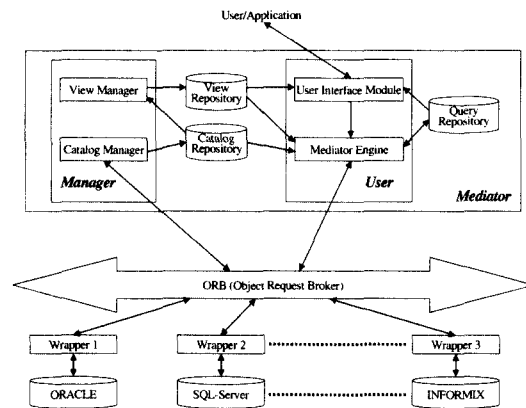 User/Application
View Manager
View
Repository
User Interface Module
Query
Repository
Catalog Manager
Catalog
Repository
Mediator Engine
Manager
User
Mediator
ORB (Object Request Broker)
Wrapper 1
Wrapper 2
Wrapper 3
ORACLE
SQL-Server
INFORMIX